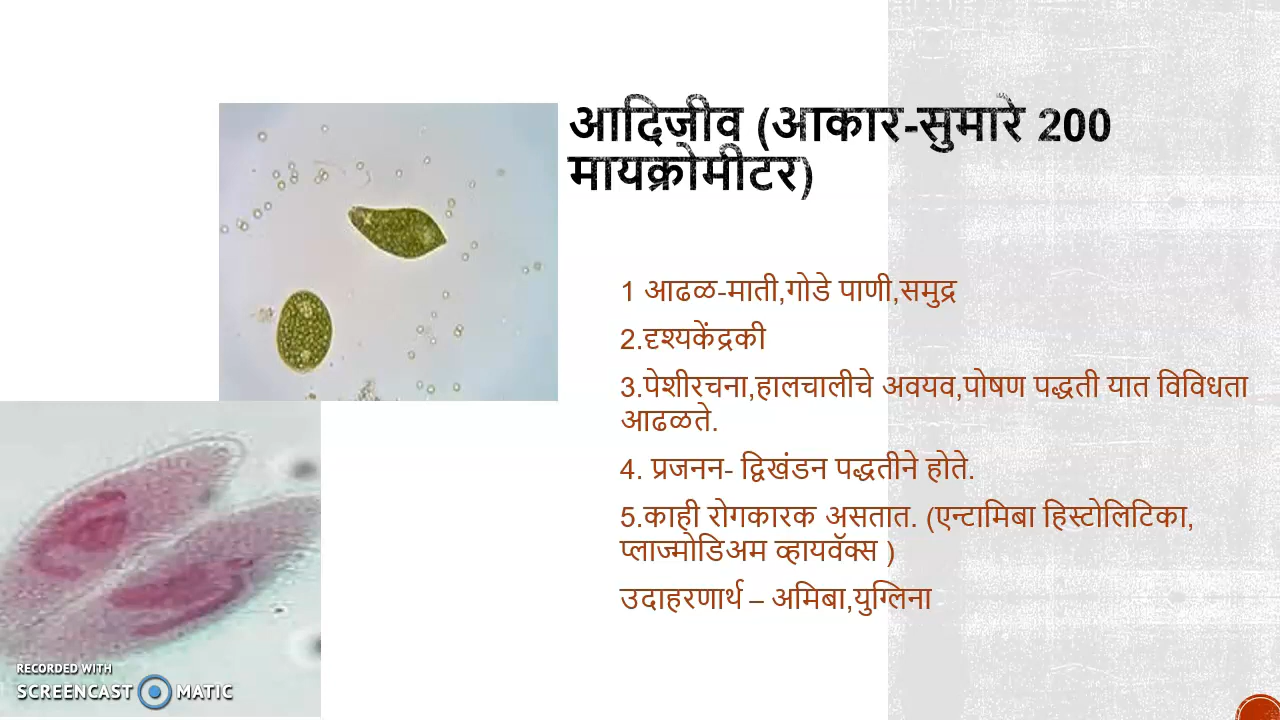 आदिजीव (आकार-सुमारे 200
मायक्रोमीटर)
1 आढळ-माती,गोडे पाणी,समुद्र
2.दृश्यकेंद्रकी
3.पेशीरचना,हालचालीचे अवयव,पोषण पद्धती यात विविधता
आढळते.
4. प्रजनन- द्विखंडन पद्धतीने होते.
5.काही रोगकारक असतात. (एन्टामिबा हिस्टोलिटिका,
प्लाज्मोडिअम व्हायवॅक्स )
उदाहरणार्थ – अमिबा,युग्लिना
RECORDED WITH
SCREENCAST MATIC